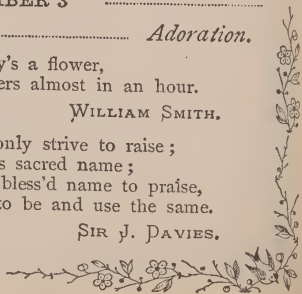 BER 3
Adoration.
y's a flower,
ers almost in an hour.
WILLIAM SMITH.
only strive to raise;
s sacred name;
bless'd name to praise,
to be and use the same.
SIR J. DAVIES.